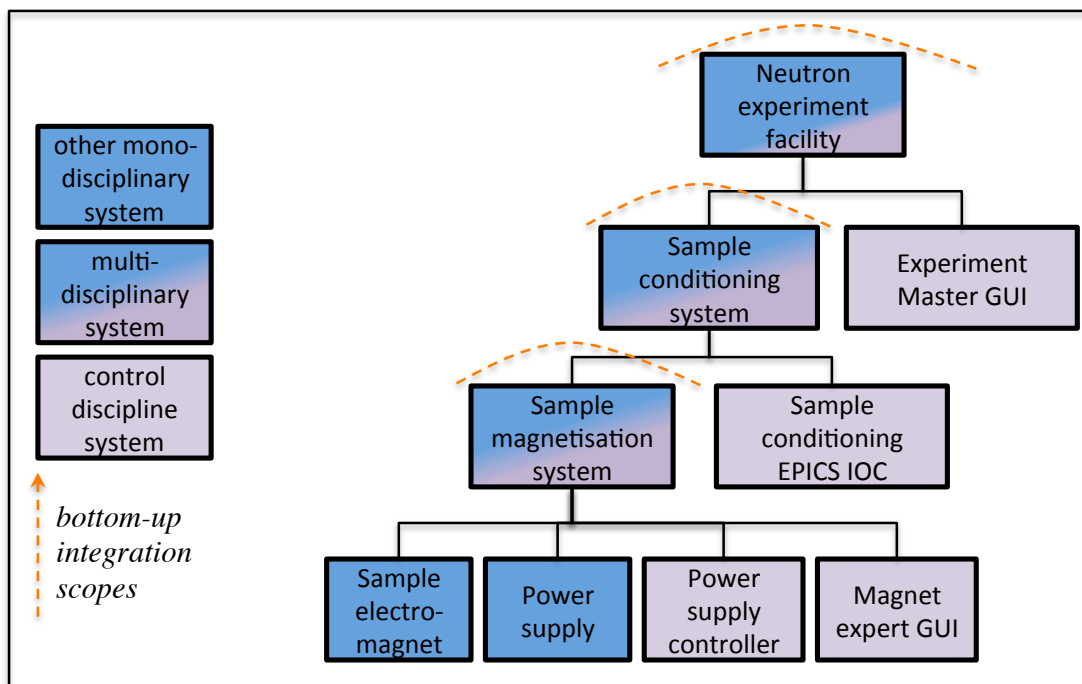 other mono-
disciplinary
system
multi-
disciplinary
system
control
discipline
system
bottom-up
integration
scopes
Neutron
experiment
facility
Sample
conditioning
system
Experiment
Master GUI
Sample
magnetisation
system
Sample
conditioning
EPICS IOC
Sample
electro-
magnet
Power
supply
Power
supply
controller
Magnet
expert GUI